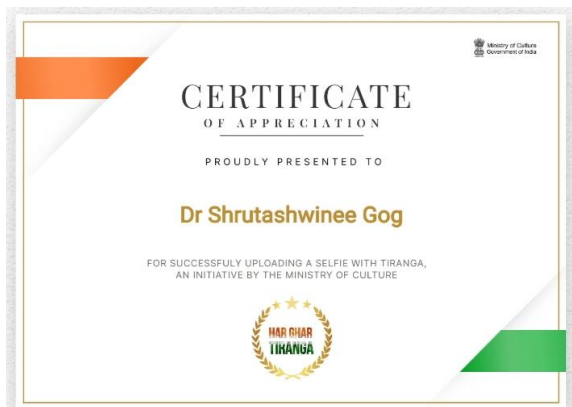 Ministry of Culture
Government of India
CERTIFICATE
OF APPRECIATION
PROUDLY PRESENTED TO
Dr Shrutashwinee Gog
FOR SUCCESSFULY UPLOADING A SELFIE WITH TIRANGA,
AN INITIATIVE BY THE MINISTRY OF CULTURE
HAR GHAR
TIRANGA